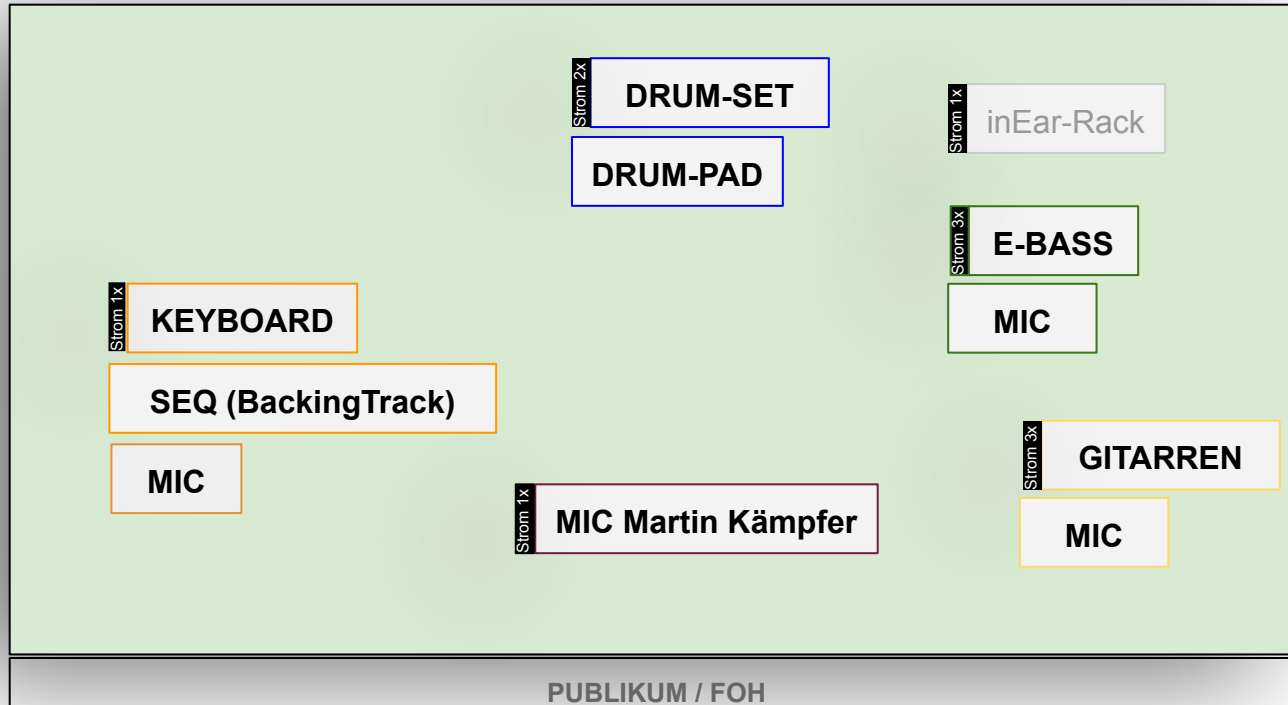 Strom 2x
DRUM-SET
DRUM-PAD
Strom 1x
inEar-Rack
Strom 3x
E-BASS
MIC
Strom 1x
KEYBOARD
SEQ (BackingTrack)
MIC
Strom 3x
GITARREN
MIC
Strom 1x
MIC Martin Kämpfer
PUBLIKUM / FOH